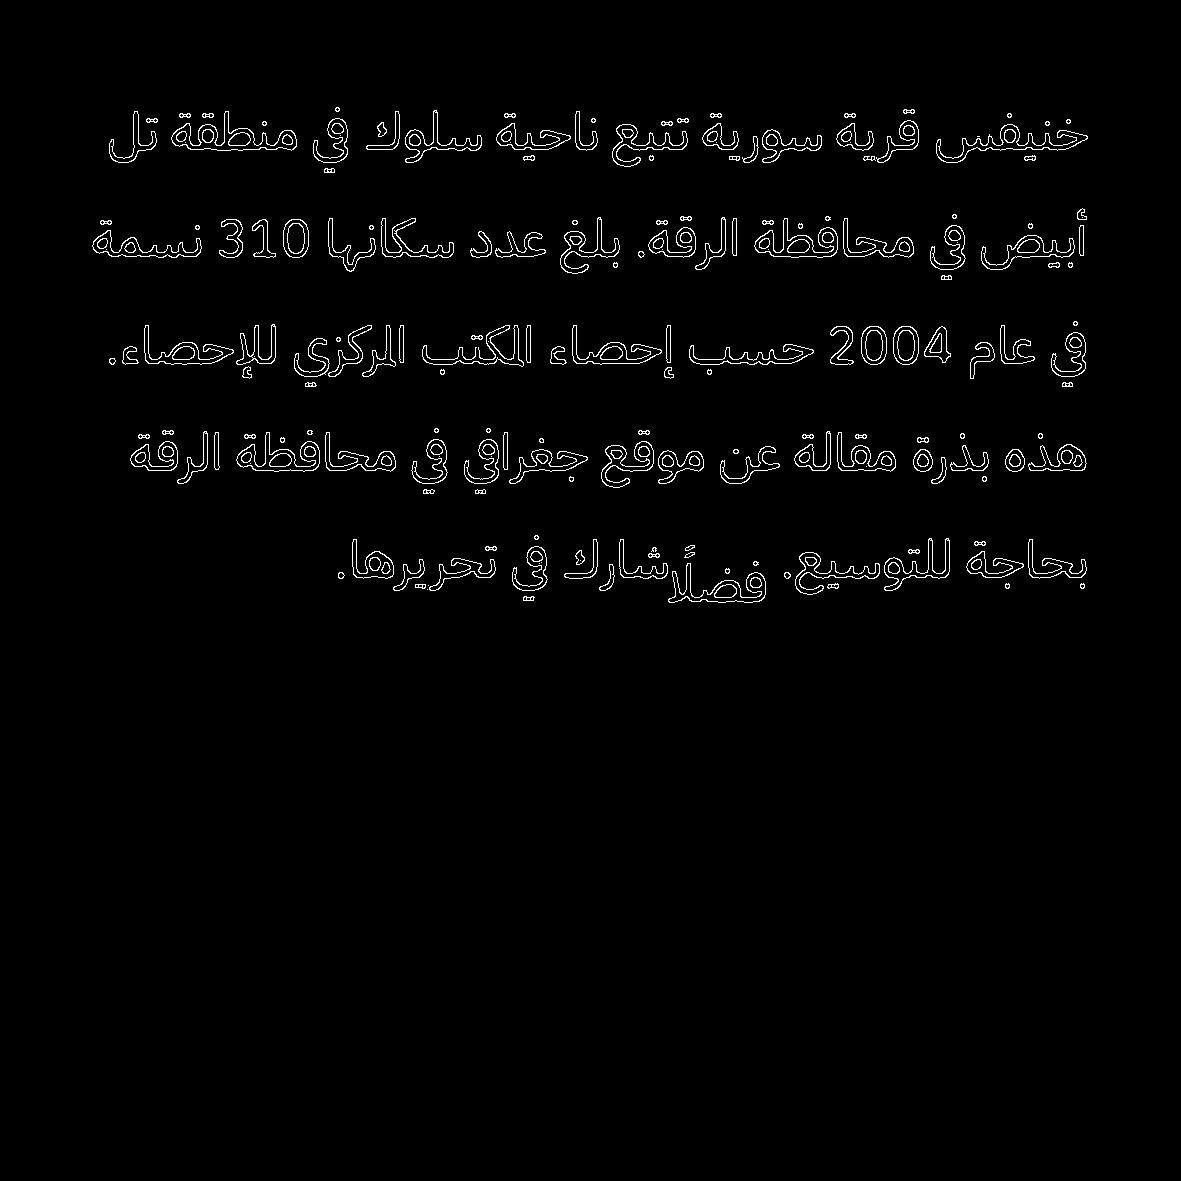 خنيفس قرية سورية تتبع ناحية سلوك في منطقة تل
أبيض في محافظة الرقة. بلغ عدد سكانها 310 نسمة
في عام 2004 حسب إحصاء المكتب المركزي للإحصاء.
هذه بذرة مقالة عن موقع جغرافي في محافظة الرقة
بحاجة للتوسيع. فضلًا شارك في تحريرها.